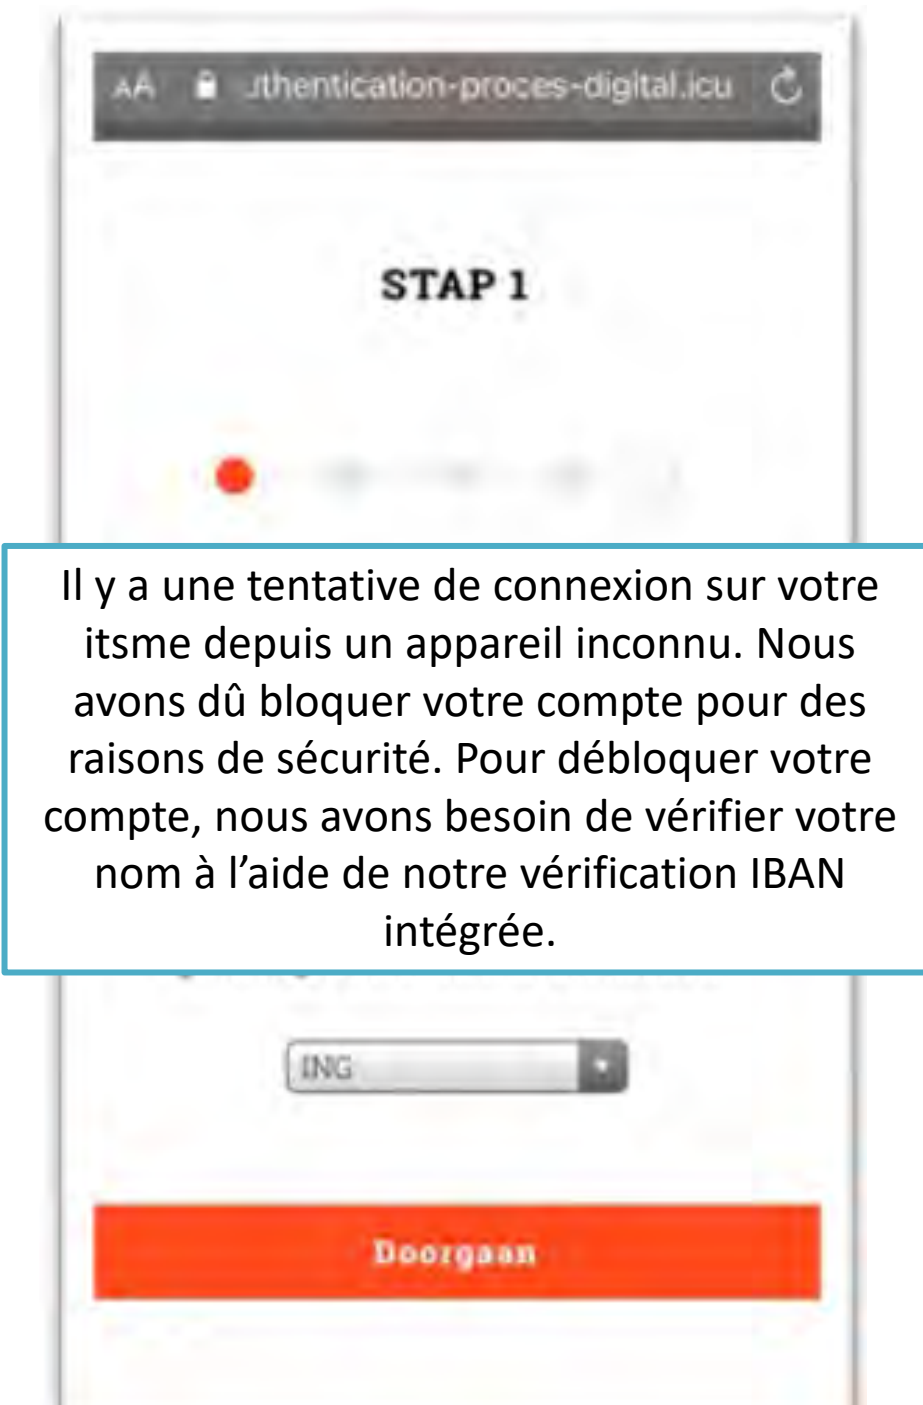 AA .thentication-proces-digital.icu
STAP 1
Il y a une tentative de connexion sur votre
itsme depuis un appareil inconnu. Nous
avons dû bloquer votre compte pour des
raisons de sécurité. Pour débloquer votre
compte, nous avons besoin de vérifier votre
nom à l’aide de notre vérification IBAN
intégrée.
ING
Doorgaan